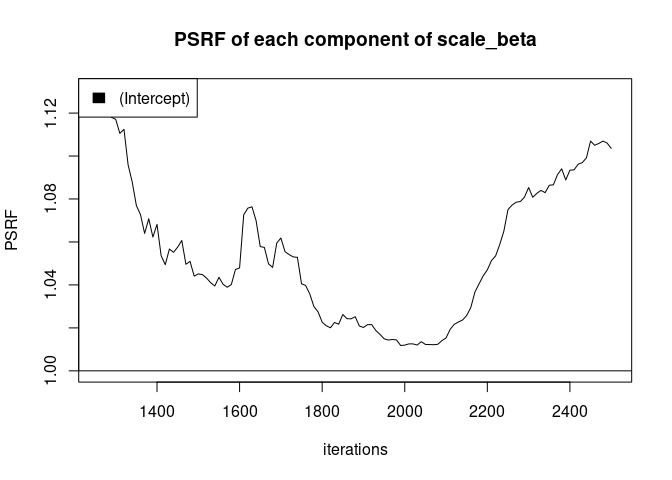 PSRF of each component of scale_beta
(Intercept)
PSRF
1.12
1.08
1.04
1.00
1400 1600 1800 2000 2200 2400
iterations